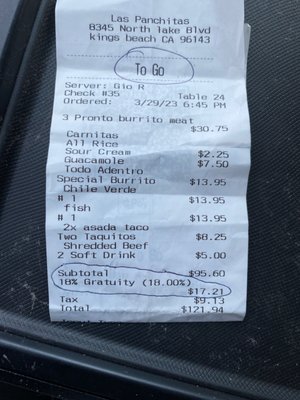 Las Panchitas
8345 North lake Blvd
kings beach CA 96143
To Go
Server: Gio R
Check #35 Table 24
Ordered: 3/29/23 6:45 PM
3 Pronto burrito meat $30.75
Carnitas
All Rice
Sour Cream $2.25
Guacamole $7.50
Todo Adentro
Special Burrito $13.95
Chile Verde
# 1 $13.95
fish
# 1 $13.95
2x asada taco
Two Taquitos $8.25
Shredded Beef
2 Soft Drink $5.00
Subtotal $95.60
18% Gratuity (18.00%)
$17.21
Tax $9.13
Total $121.94